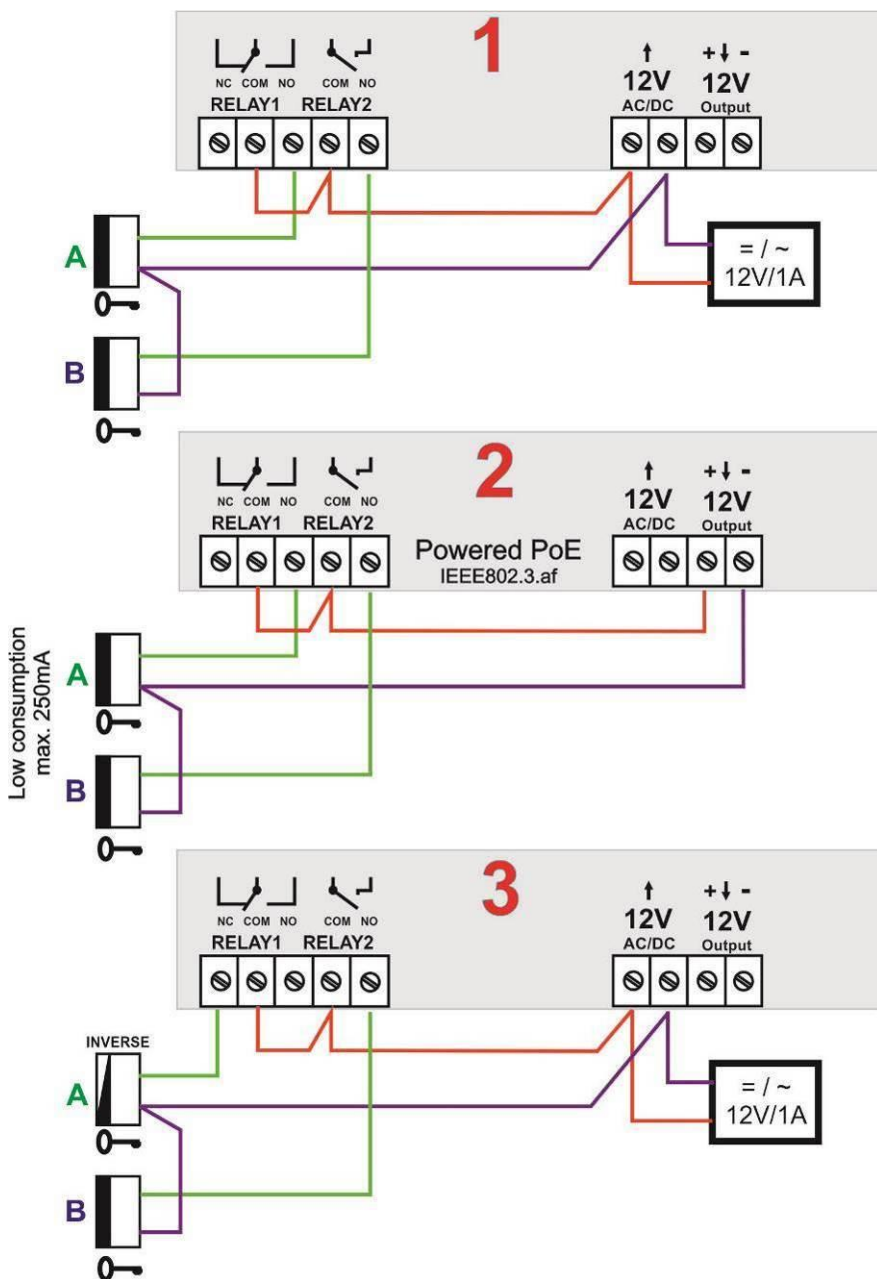 1
NC COM NO COM NO
RELAY1 RELAY2
12V
AC/DC
+ -
12V
Output
A
B
= / ~
12V/1A
2
NC COM NO COM NO
RELAY1 RELAY2
Powered PoE
IEEE802.3.af
12V
AC/DC
+ -
12V
Output
Low consumption
max. 250mA
A
B
3
NC COM NO COM NO
RELAY1 RELAY2
12V
AC/DC
+ -
12V
Output
INVERSE
A
B
= / ~
12V/1A